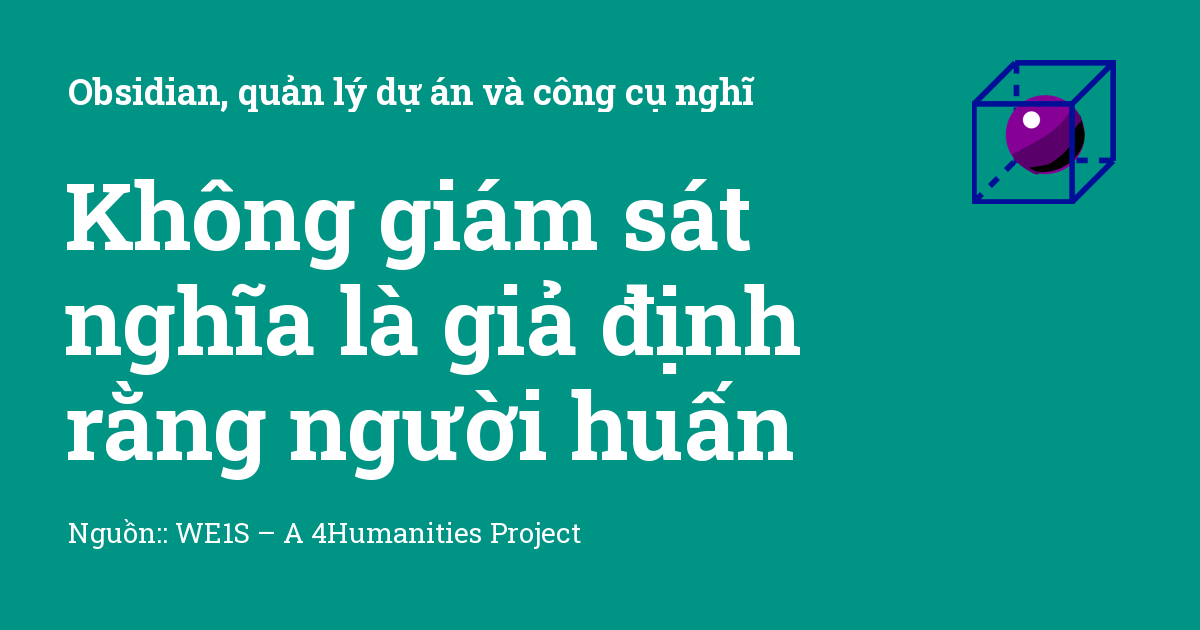 Obsidian, quản lý dự án và công cụ nghĩ
Không giám sát
nghĩa là giả định
rằng người huấn
Nguồn:: WE1S – A 4Humanities Project